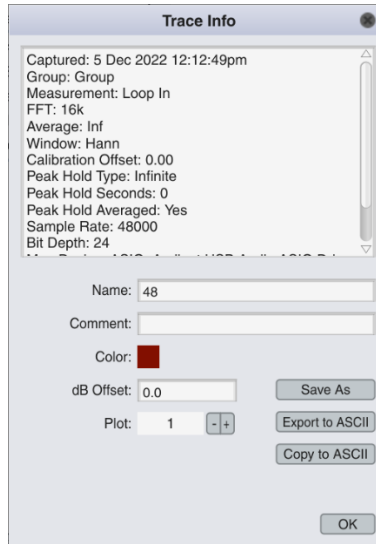 Trace Info
Captured: 5 Dec 2022 12:12:49pm
Group: Group
Measurement: Loop In
FFT: 16k
Average: Inf
Window: Hann
Calibration Offset: 0.00
Peak Hold Type: Infinite
Peak Hold Seconds: 0
Peak Hold Averaged: Yes
Sample Rate: 48000
Bit Depth: 24
Name: 48
Comment:
Color:
dB Offset: 0.0 Save As
Plot: 1 - + Export to ASCII
Copy to ASCII
OK